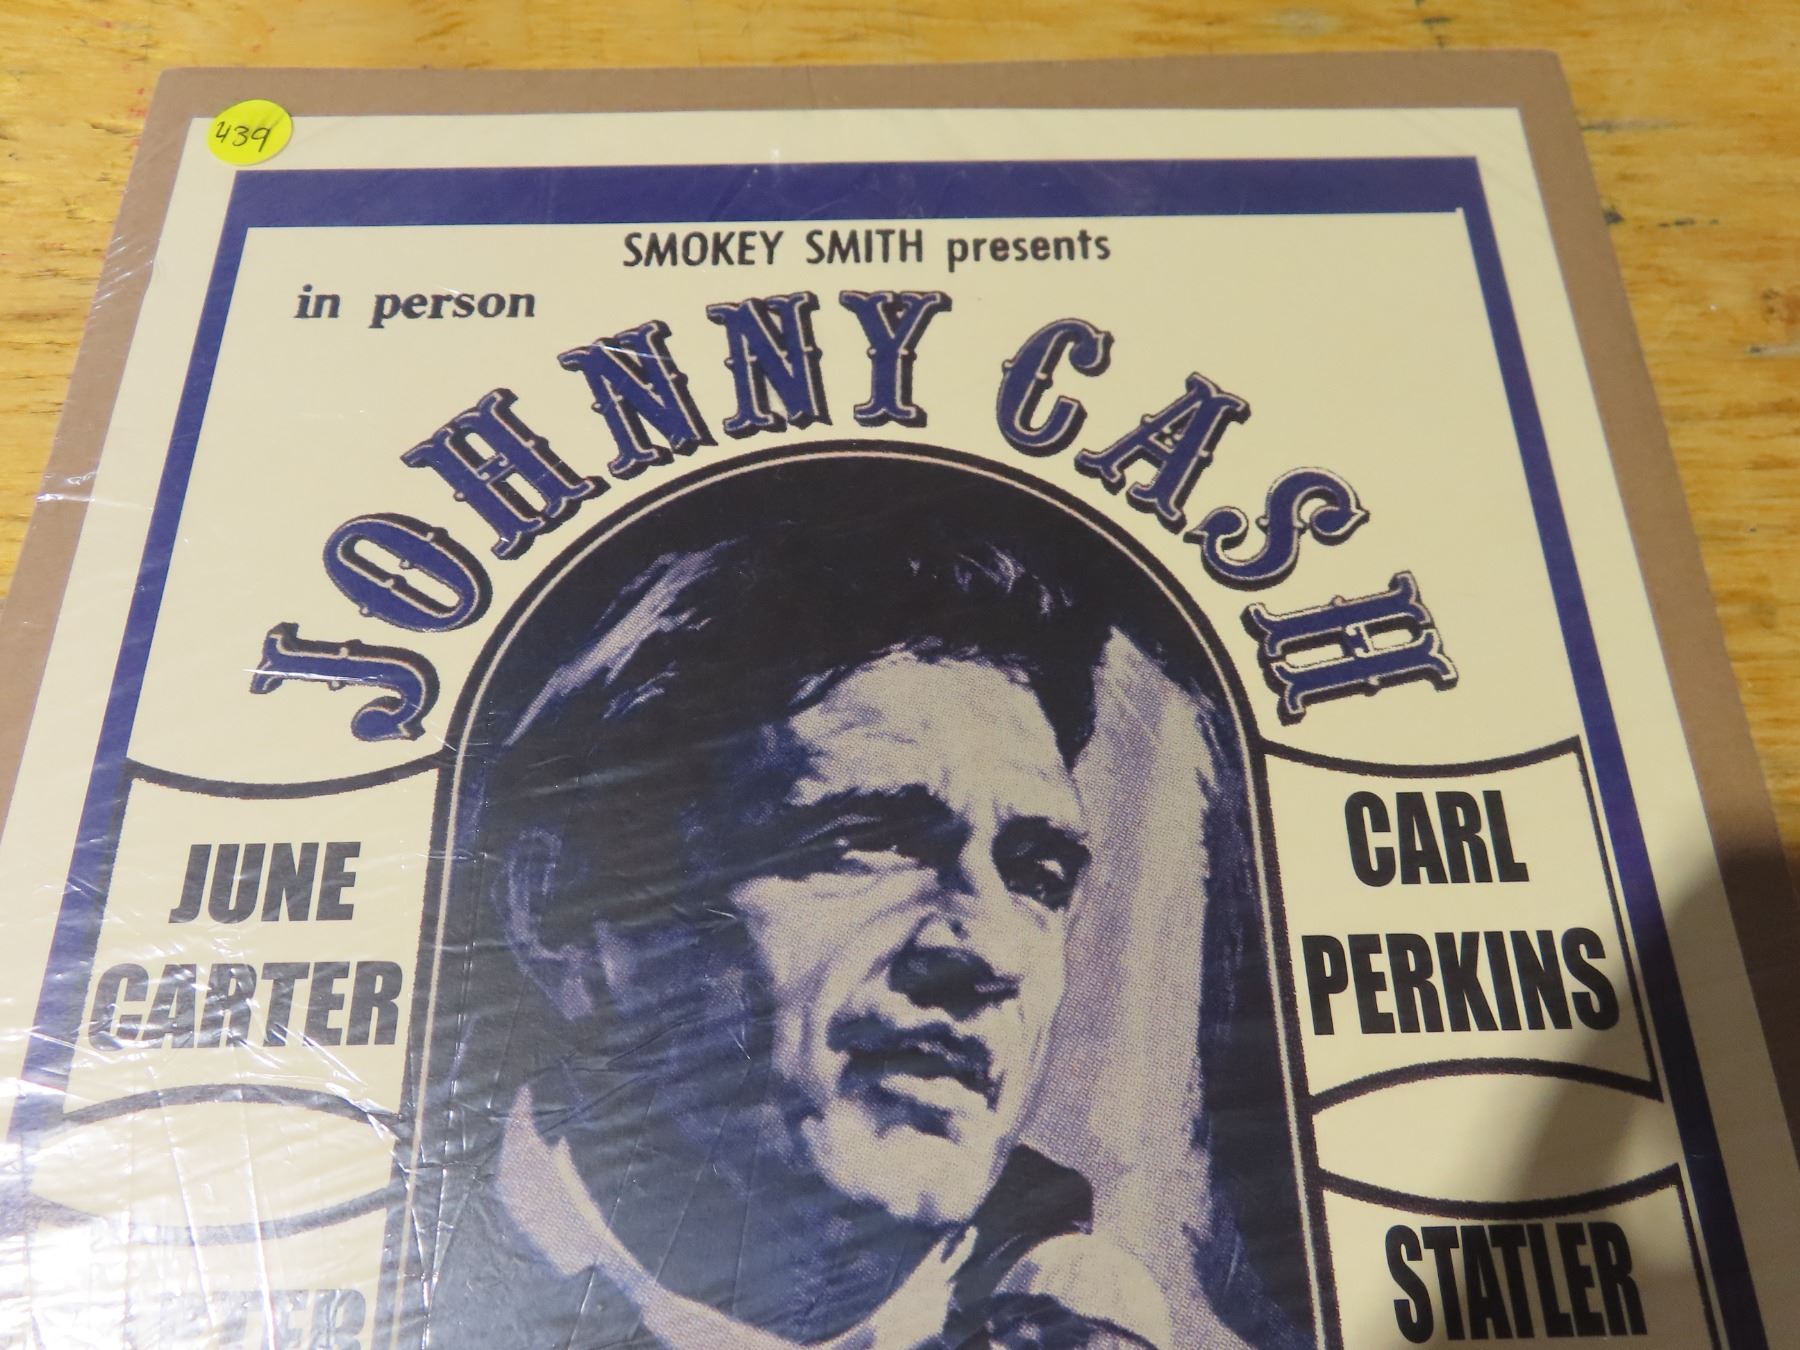 439
SMOKEY SMITH presents
in person
JOHNNY CASH
JUNE
CARTER
CARL
PERKINS
STATLER